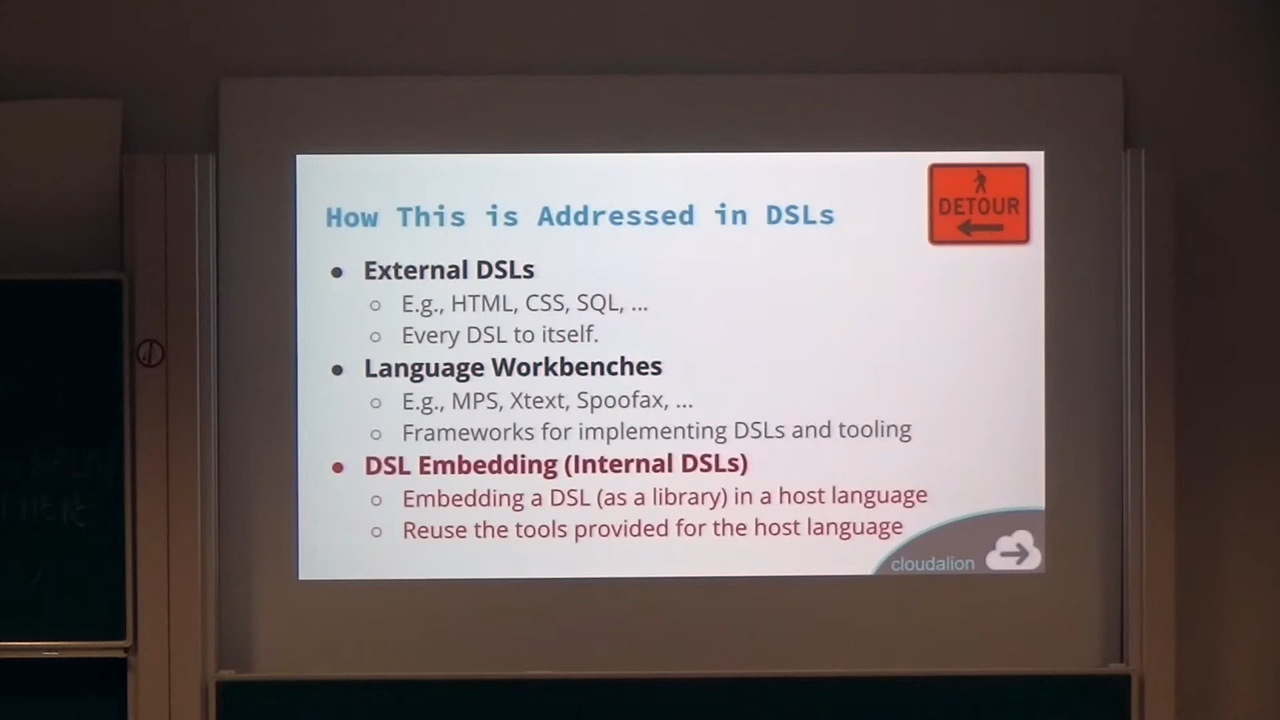 How This is Addressed in DSLs
DETOUR
● External DSLs
○ E.g., HTML, CSS, SQL, ...
○ Every DSL to itself.
● Language Workbenches
○ E.g., MPS, Xtext, Spoofax, ...
○ Frameworks for implementing DSLs and tooling
● DSL Embedding (Internal DSLs)
○ Embedding a DSL (as a library) in a host language
○ Reuse the tools provided for the host language
cloudalion